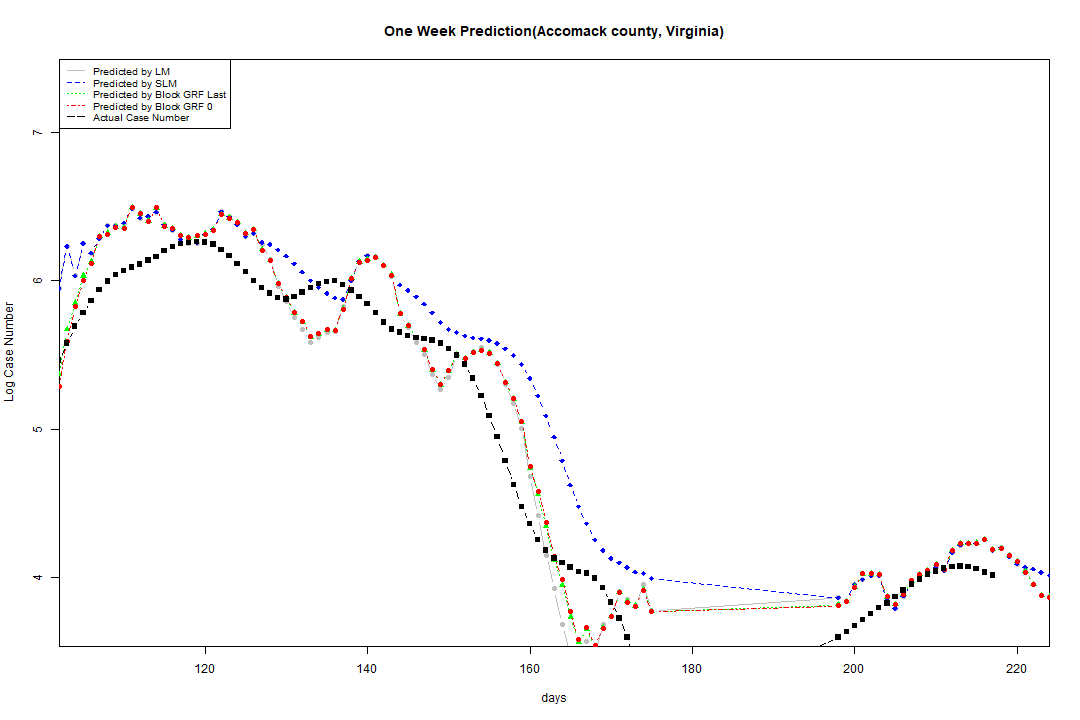 One Week Prediction(Accomack county, Virginia)
Predicted by LM
Predicted by SLM
Predicted by Block GRF Last
Predicted by Block GRF 0
Actual Case Number
7
6
5
4
Log Case Number
120
140
160
180
200
220
days